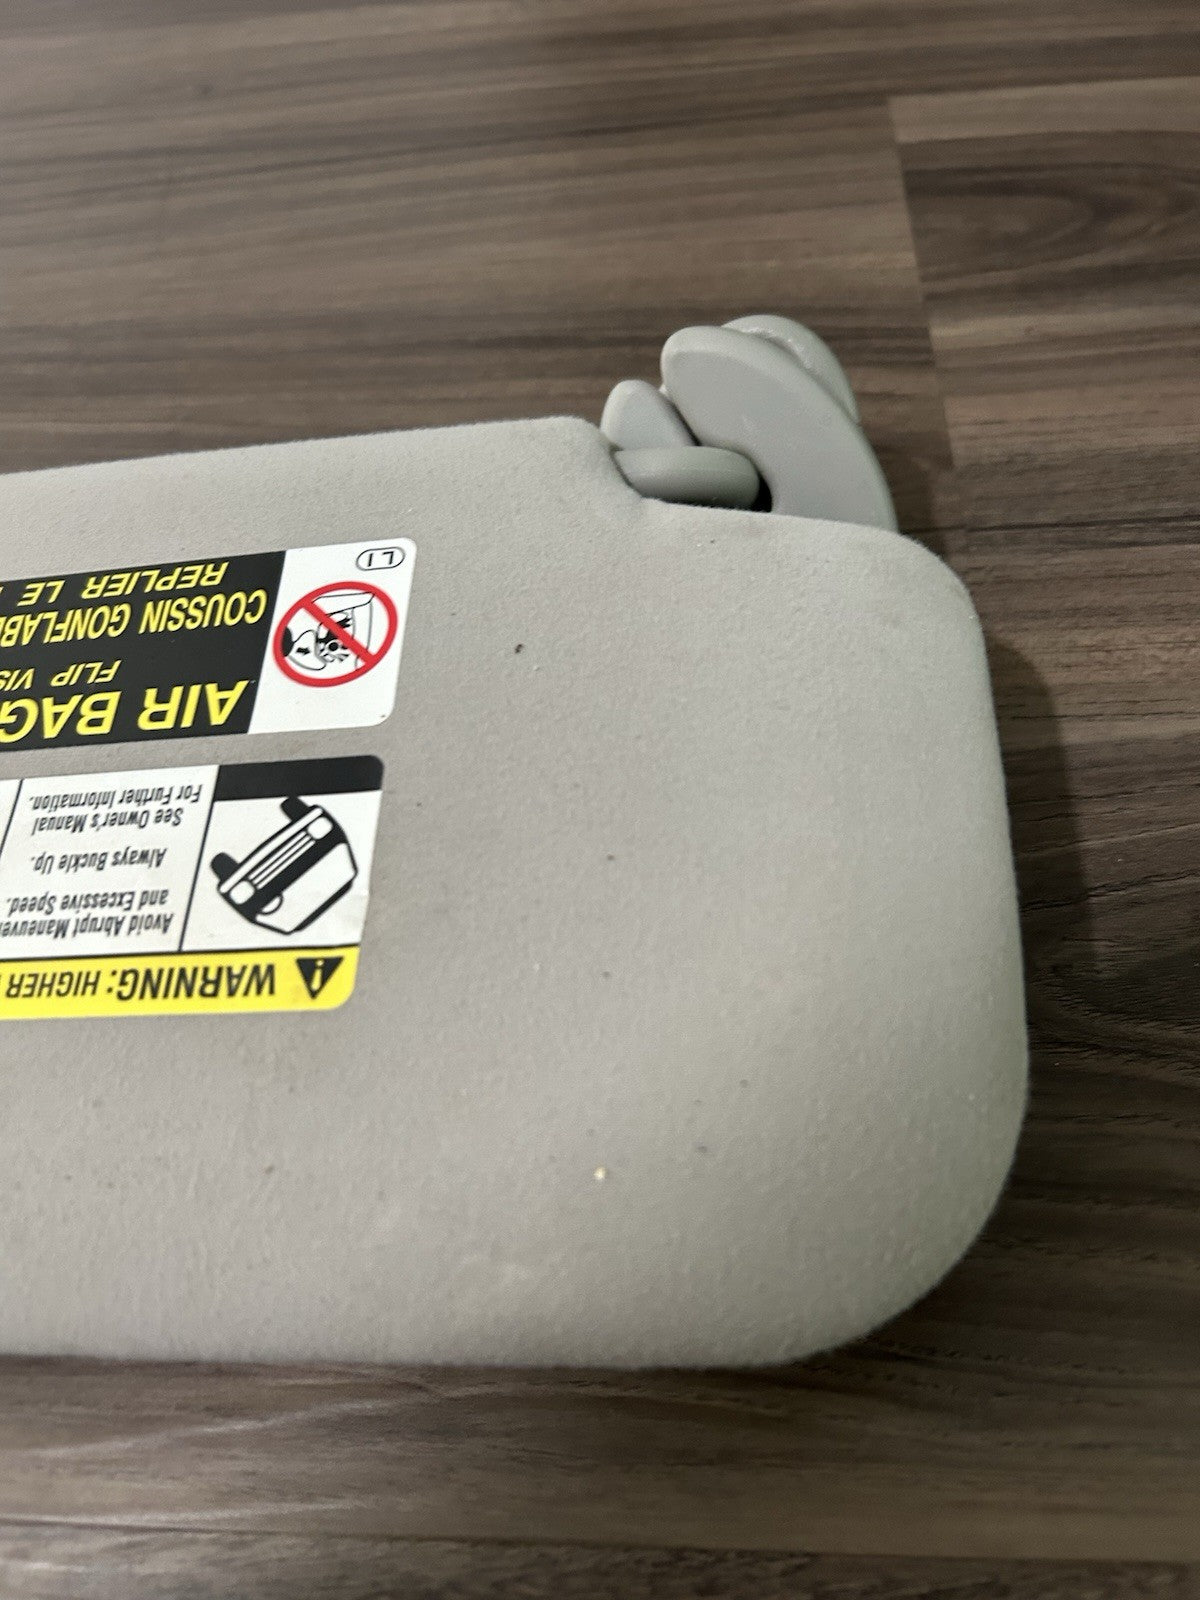 WARNING: HIGHER
Avoid Abrupt
and Excessive Speed.
Always Buckle Up.
See Owner's Manual
For Further Information.
AIR BAG
FLIP
COUSSIN
REPLIER LE